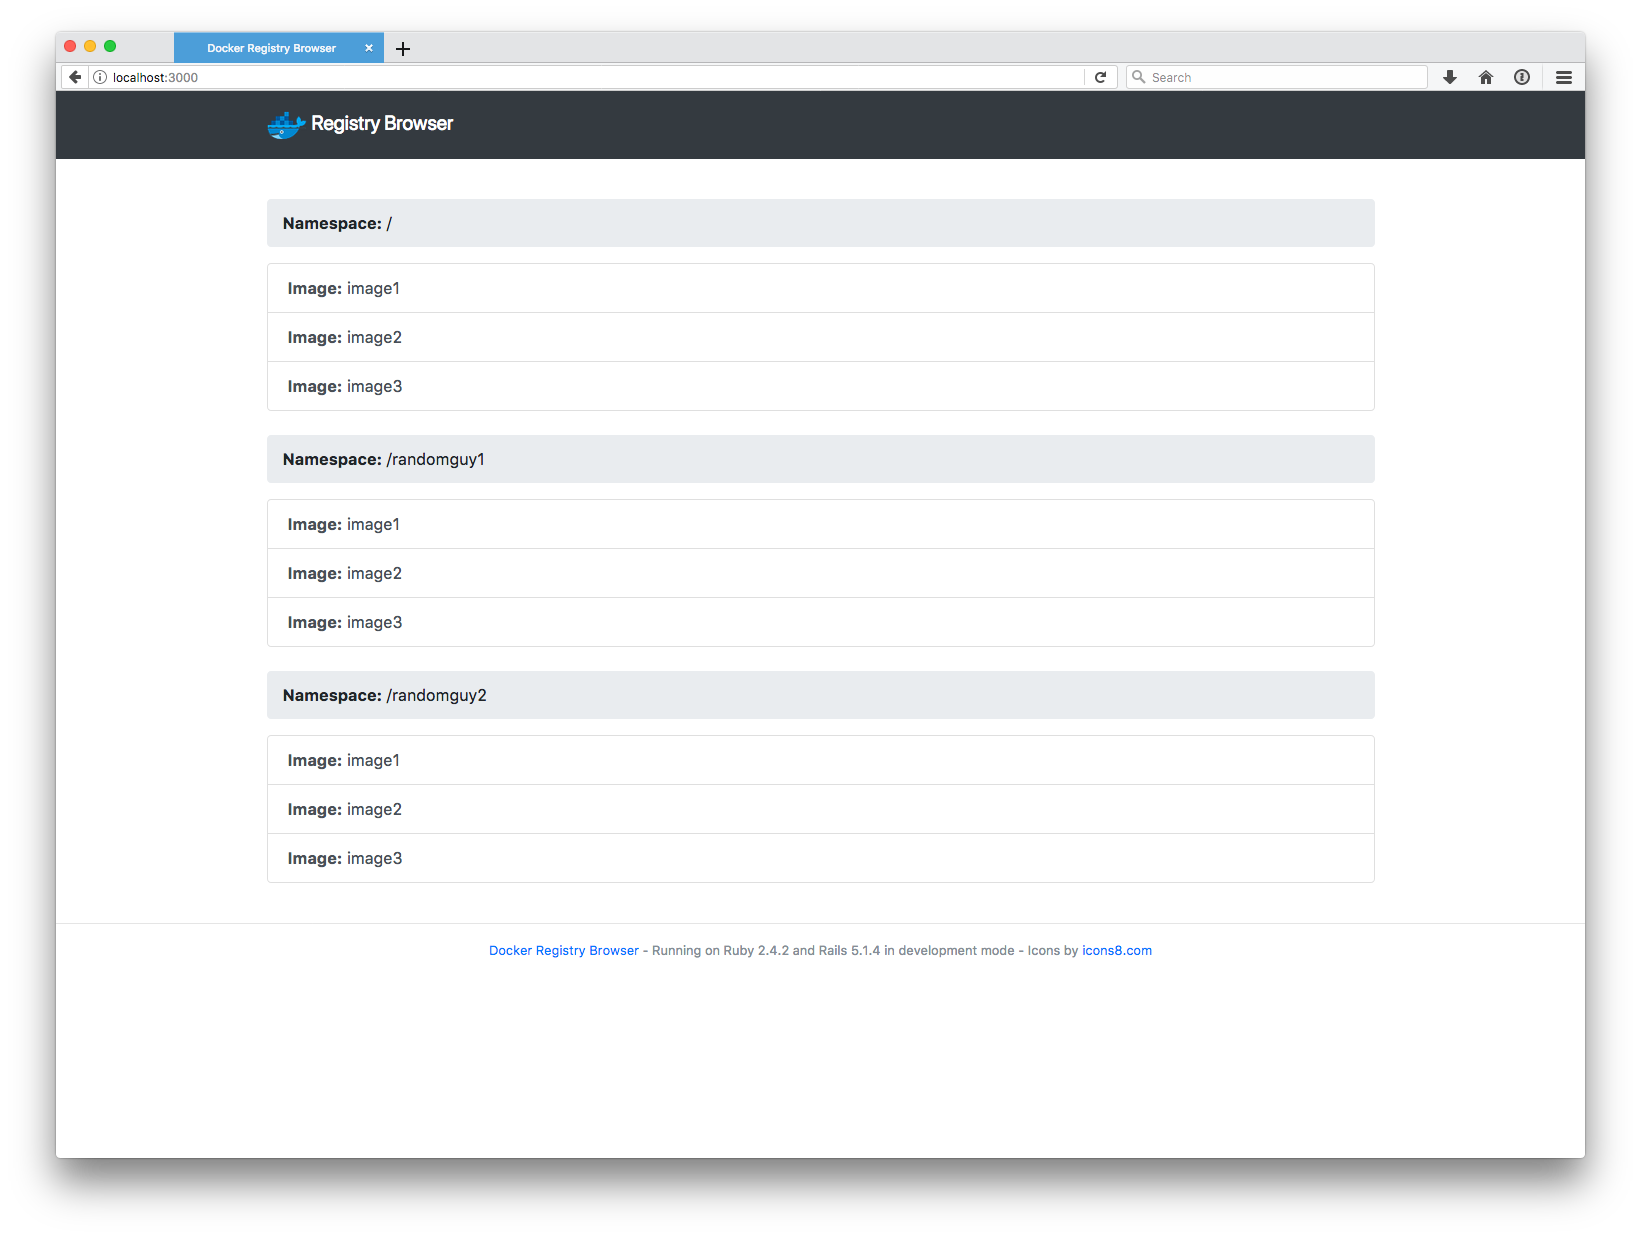 Docker Registry Browser
localhost:3000
Search
Registry Browser
Namespace: /
Image: image1
Image: image2
Image: image3
Namespace: /randomguy1
Image: image1
Image: image2
Image: image3
Namespace: /randomguy2
Image: image1
Image: image2
Image: image3
Docker Registry Browser - Running on Ruby 2.4.2 and Rails 5.1.4 in development mode - Icons by icons8.com